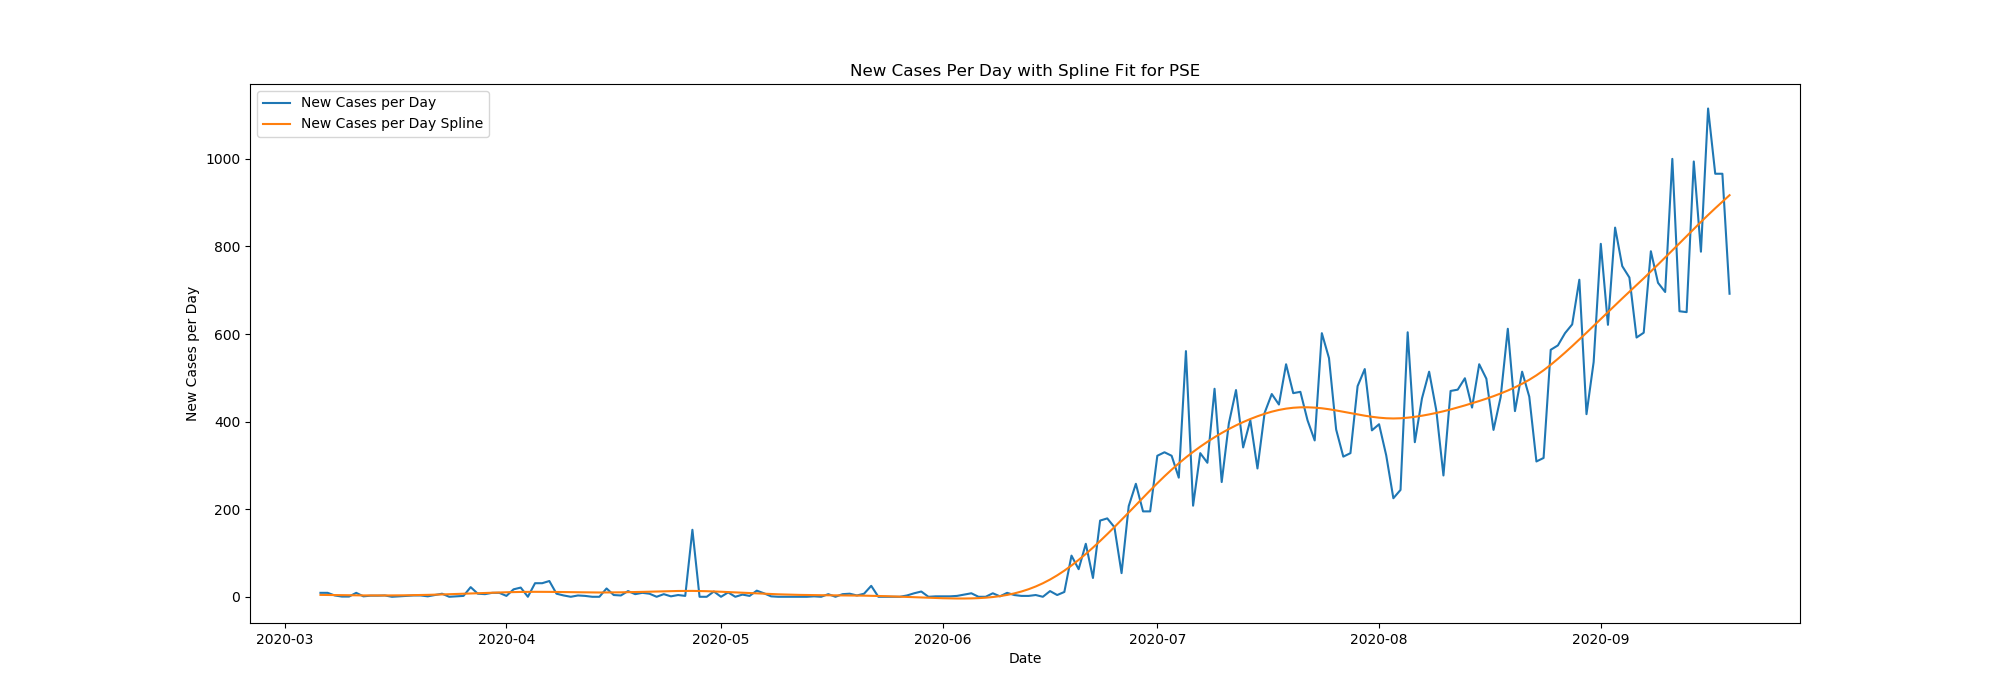 New Cases Per Day with Spline Fit for PSE
New Cases per Day
New Cases per Day Spline
1000
800
600
400
200
0
New Cases per Day
2020-03 2020-04 2020-05 2020-06 2020-07 2020-08 2020-09
Date